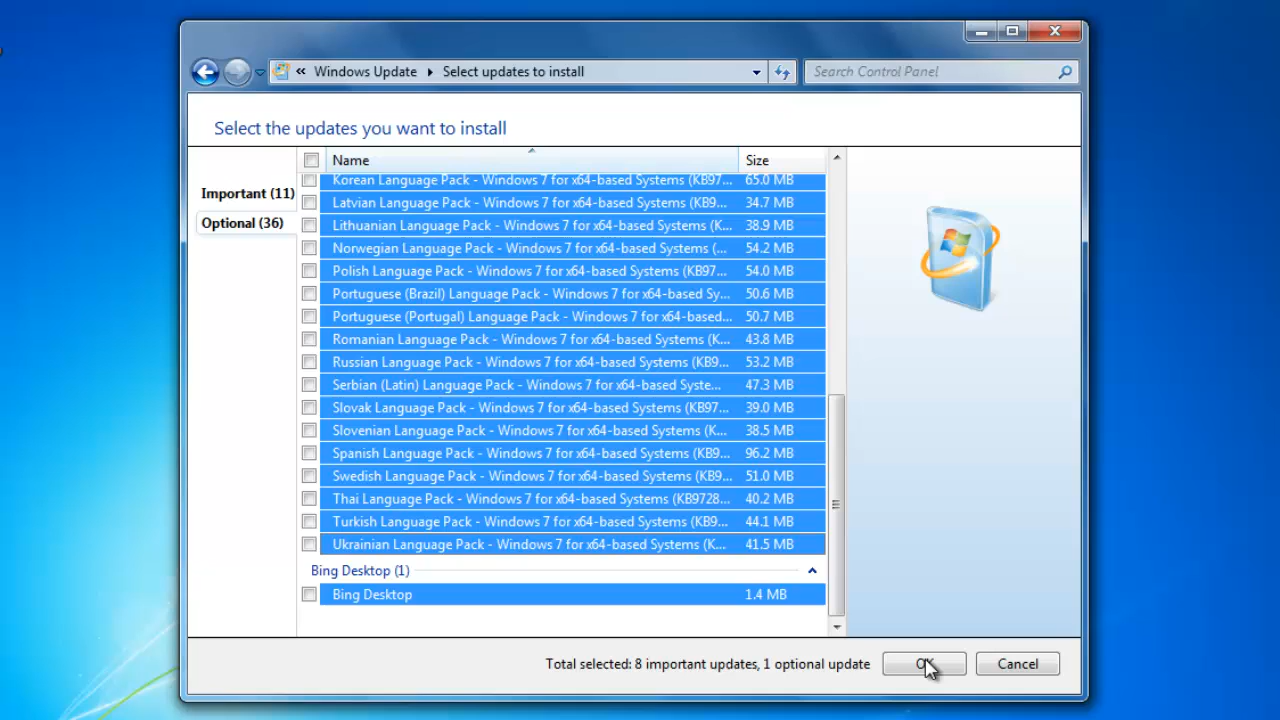 « Windows Update ▸ Select updates to install
Search Control Panel
Select the updates you want to install
Name Size
Important (11)
Optional (36)
Korean Language Pack - Windows 7 for x64-based Systems (KB97... 65.0 MB
Latvian Language Pack - Windows 7 for x64-based Systems (KB9... 34.7 MB
Lithuanian Language Pack - Windows 7 for x64-based Systems (K... 38.9 MB
Norwegian Language Pack - Windows 7 for x64-based Systems (... 54.2 MB
Polish Language Pack - Windows 7 for x64-based Systems (KB97... 54.0 MB
Portuguese (Brazil) Language Pack - Windows 7 for x64-based Sy... 50.6 MB
Portuguese (Portugal) Language Pack - Windows 7 for x64-based... 50.7 MB
Romanian Language Pack - Windows 7 for x64-based Systems (K... 43.8 MB
Russian Language Pack - Windows 7 for x64-based Systems (KB9... 53.2 MB
Serbian (Latin) Language Pack - Windows 7 for x64-based Syste... 47.3 MB
Slovak Language Pack - Windows 7 for x64-based Systems (KB97... 39.0 MB
Slovenian Language Pack - Windows 7 for x64-based Systems (K... 38.5 MB
Spanish Language Pack - Windows 7 for x64-based Systems (KB9... 96.2 MB
Swedish Language Pack - Windows 7 for x64-based Systems (KB9... 51.0 MB
Thai Language Pack - Windows 7 for x64-based Systems (KB9728... 40.2 MB
Turkish Language Pack - Windows 7 for x64-based Systems (KB9... 44.1 MB
Ukrainian Language Pack - Windows 7 for x64-based Systems (K... 41.5 MB
Bing Desktop (1)
Bing Desktop 1.4 MB
Total selected: 8 important updates, 1 optional update OK Cancel